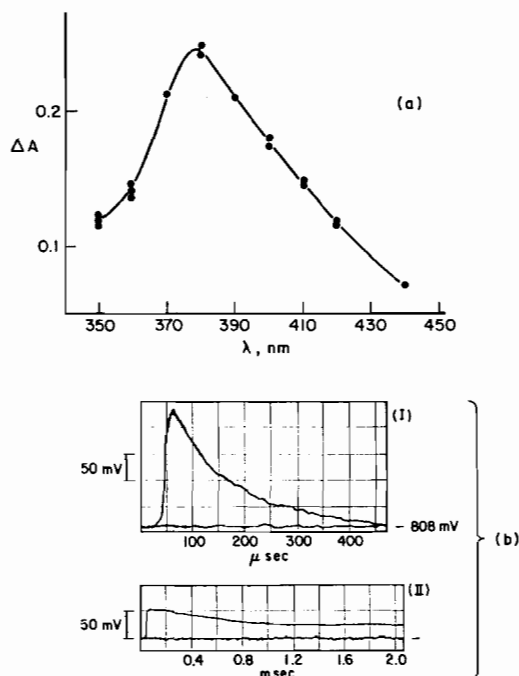 0.2
(a)
ΔA
0.1
350 370 390 410 430 450
λ, nm
(I)
50 mV
- 808 mV
100 200 300 400
μ sec
(b)
(II)
50 mV
-
0.4 0.8 1.2 1.6 2.0
msec